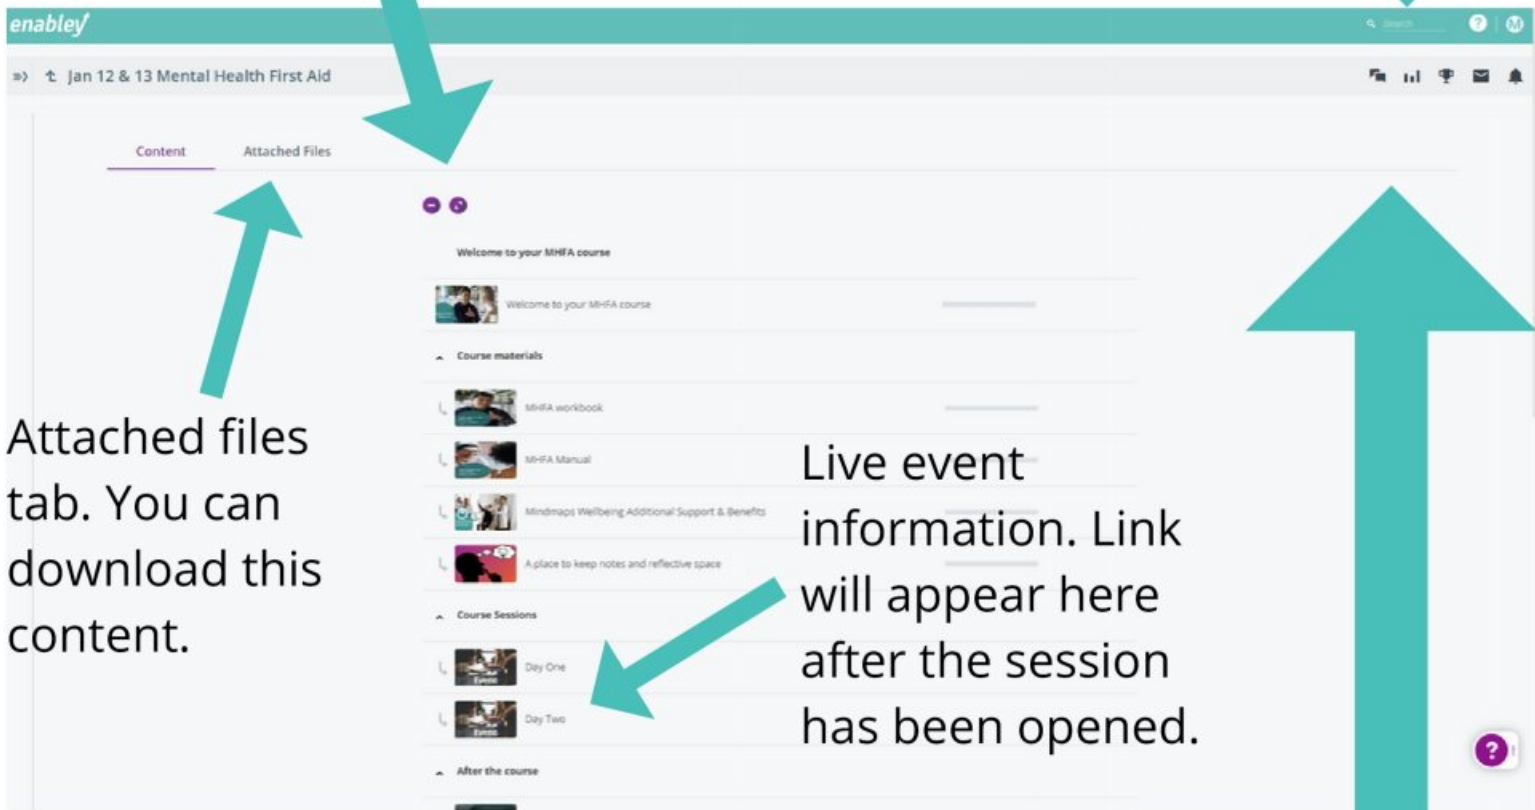 enabley
Search
Jan 12 & 13 Mental Health First Aid
Content
Attached Files
Welcome to your MHFA course
Welcome to your MHFA course
Course materials
MHFA workbook
MHFA Manual
Mindmaps Wellbeing Additional Support & Benefits
A place to keep notes and reflective space
Course Sessions
Day One
Day Two
After the course
Attached files
tab. You can
download this
content.
Live event
information. Link
will appear here
after the session
has been opened.